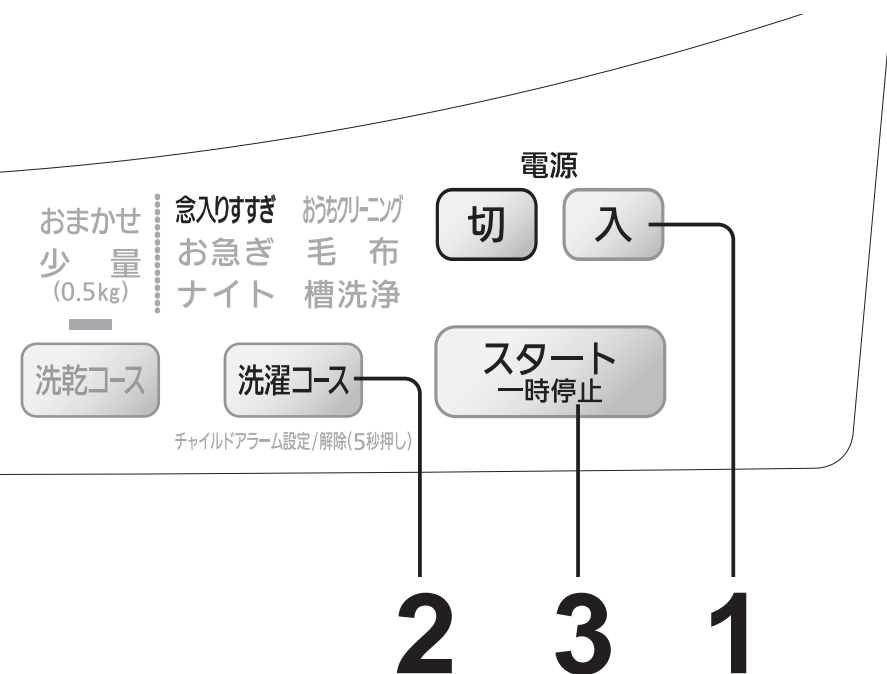 電源
切 入
おまかせ
少 量
(0.5kg)
念入りすすぎ おうちクリーニング
お急ぎ 毛 布
ナイト 槽洗浄
洗乾コース
洗濯コース
スタート
一時停止
チャイルドアラーム設定/解除(5秒押し)
2 3 1